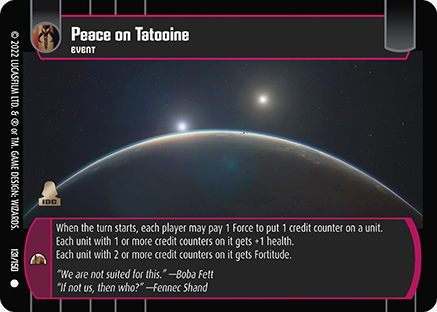 Peace on Tatooine
EVENT
© 2022 LUCASFILM LTD. & ® or TM. GAME DESIGN: WIZARDS.
IDC
When the turn starts, each player may pay 1 Force to put 1 credit counter on a unit.
Each unit with 1 or more credit counters on it gets +1 health.
Each unit with 2 or more credit counters on it gets Fortitude.
“We are not suited for this.” —Boba Fett
“If not us, then who?” —Fennec Shand